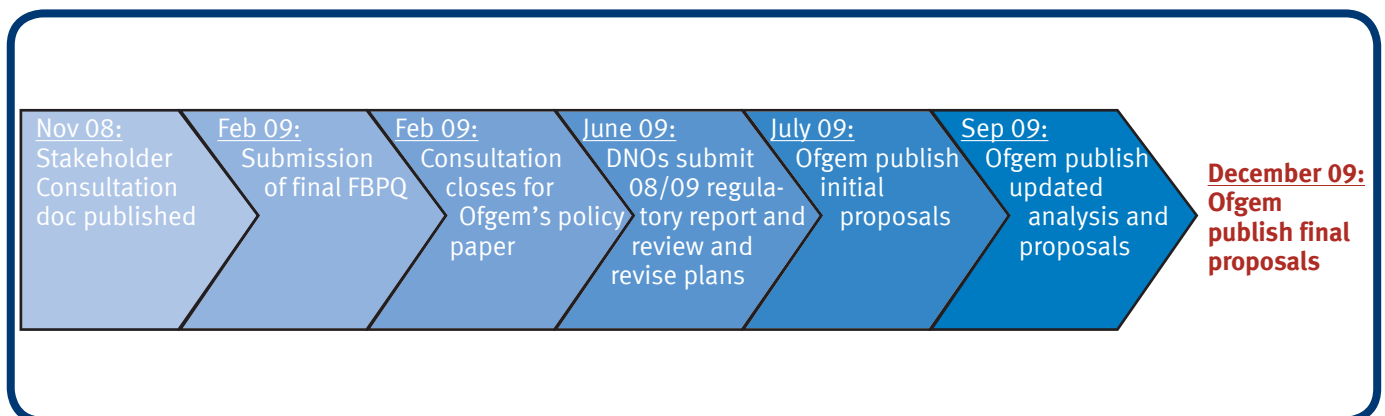 Nov 08:
Stakeholder
Consultation
doc published
Feb 09:
Submission
of final FBPQ
Feb 09:
Consultation
closes for
Ofgem’s policy
paper
June 09:
DNOs submit
08/09 regula-
tory report and
review and
revise plans
July 09:
Ofgem publish
initial
proposals
Sep 09:
Ofgem publish
updated
analysis and
proposals
December 09:
Ofgem
publish final
proposals